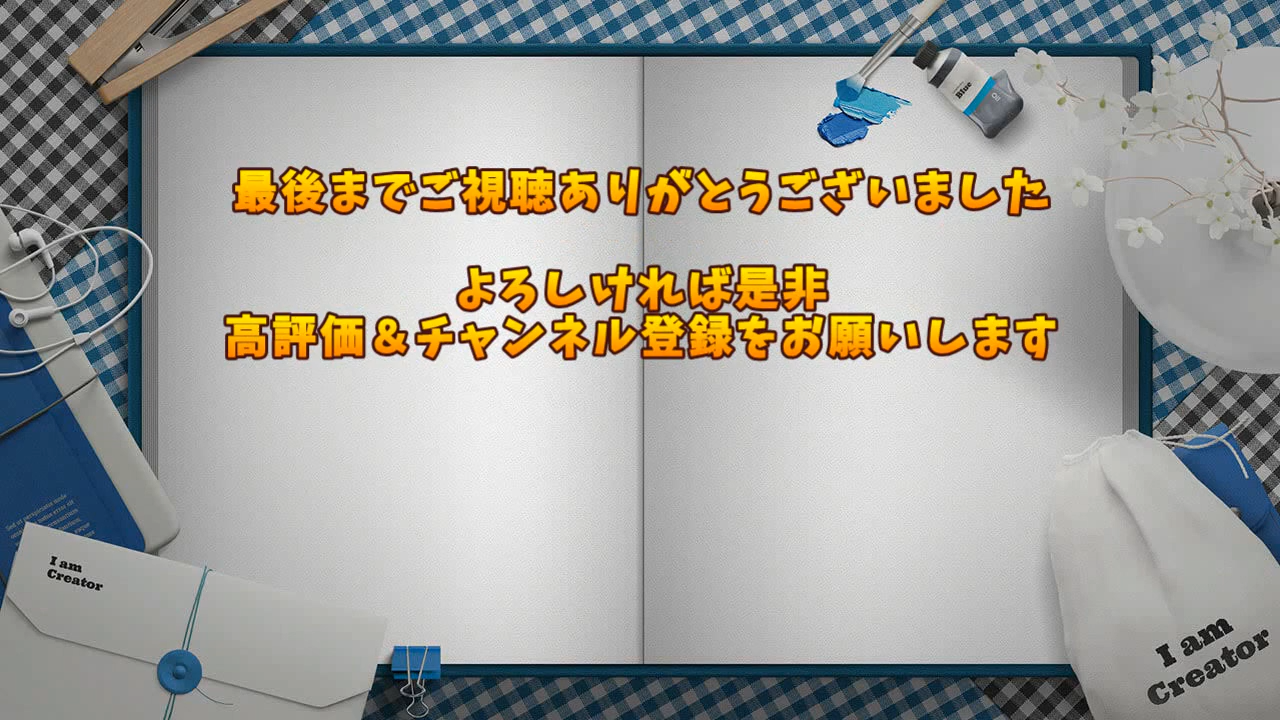 最後までご視聴ありがとうございました
よろしければ是非
高評価&チャンネル登録をお願いします
Blue
Oil
I am
Creator
I am
Creator